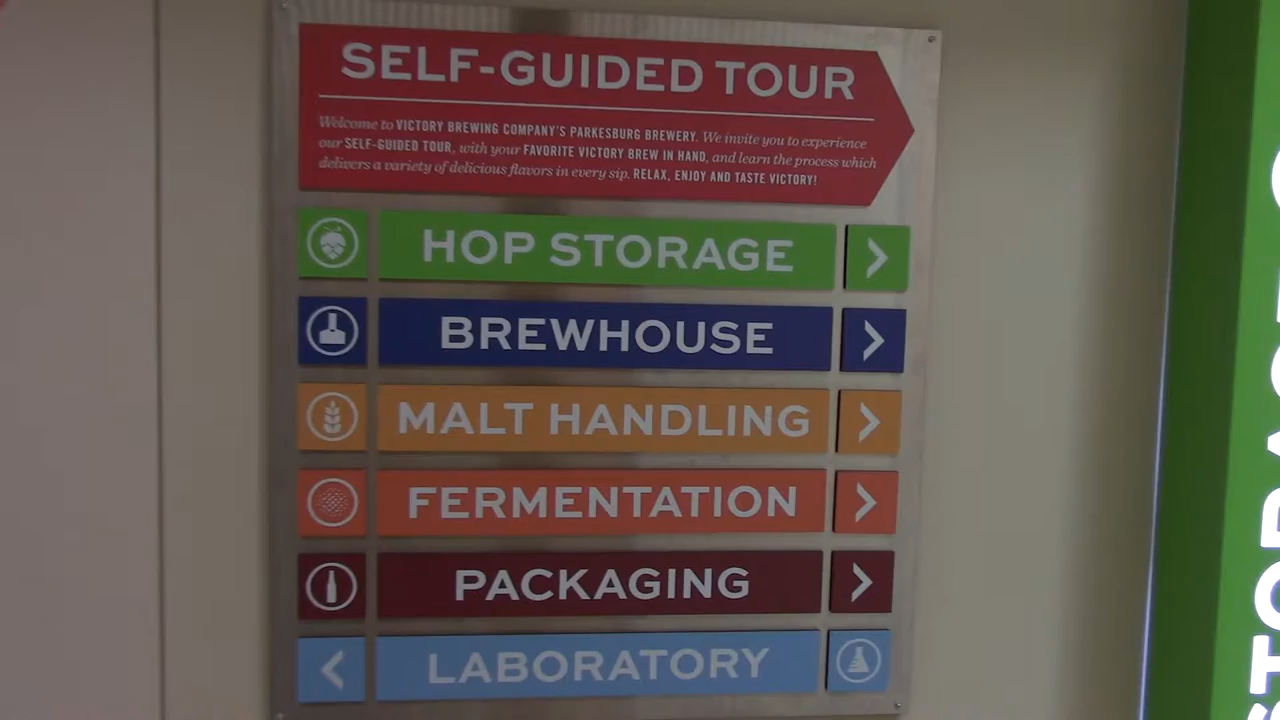 SELF-GUIDED TOUR
Welcome to VICTORY BREWING COMPANY'S PARKESBURG BREWERY. We invite you to experience
our SELF-GUIDED TOUR, with your FAVORITE VICTORY BREW IN HAND, and learn the process which
delivers a variety of delicious flavors in every sip. RELAX, ENJOY AND TASTE VICTORY!
HOP STORAGE >
BREWHOUSE >
MALT HANDLING >
FERMENTATION >
PACKAGING >
< LABORATORY